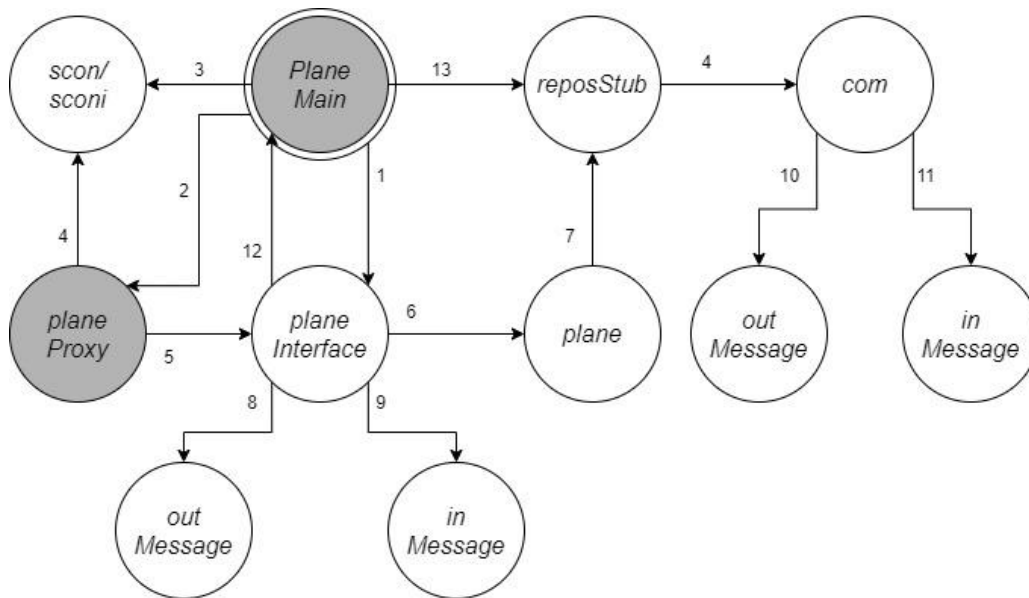 scon/
sconi
3
Plane
Main
13
reposStub
4
com
2
1
10
11
4
12
7
plane
Proxy
5
plane
Interface
6
plane
out
Message
in
Message
8
9
out
Message
in
Message